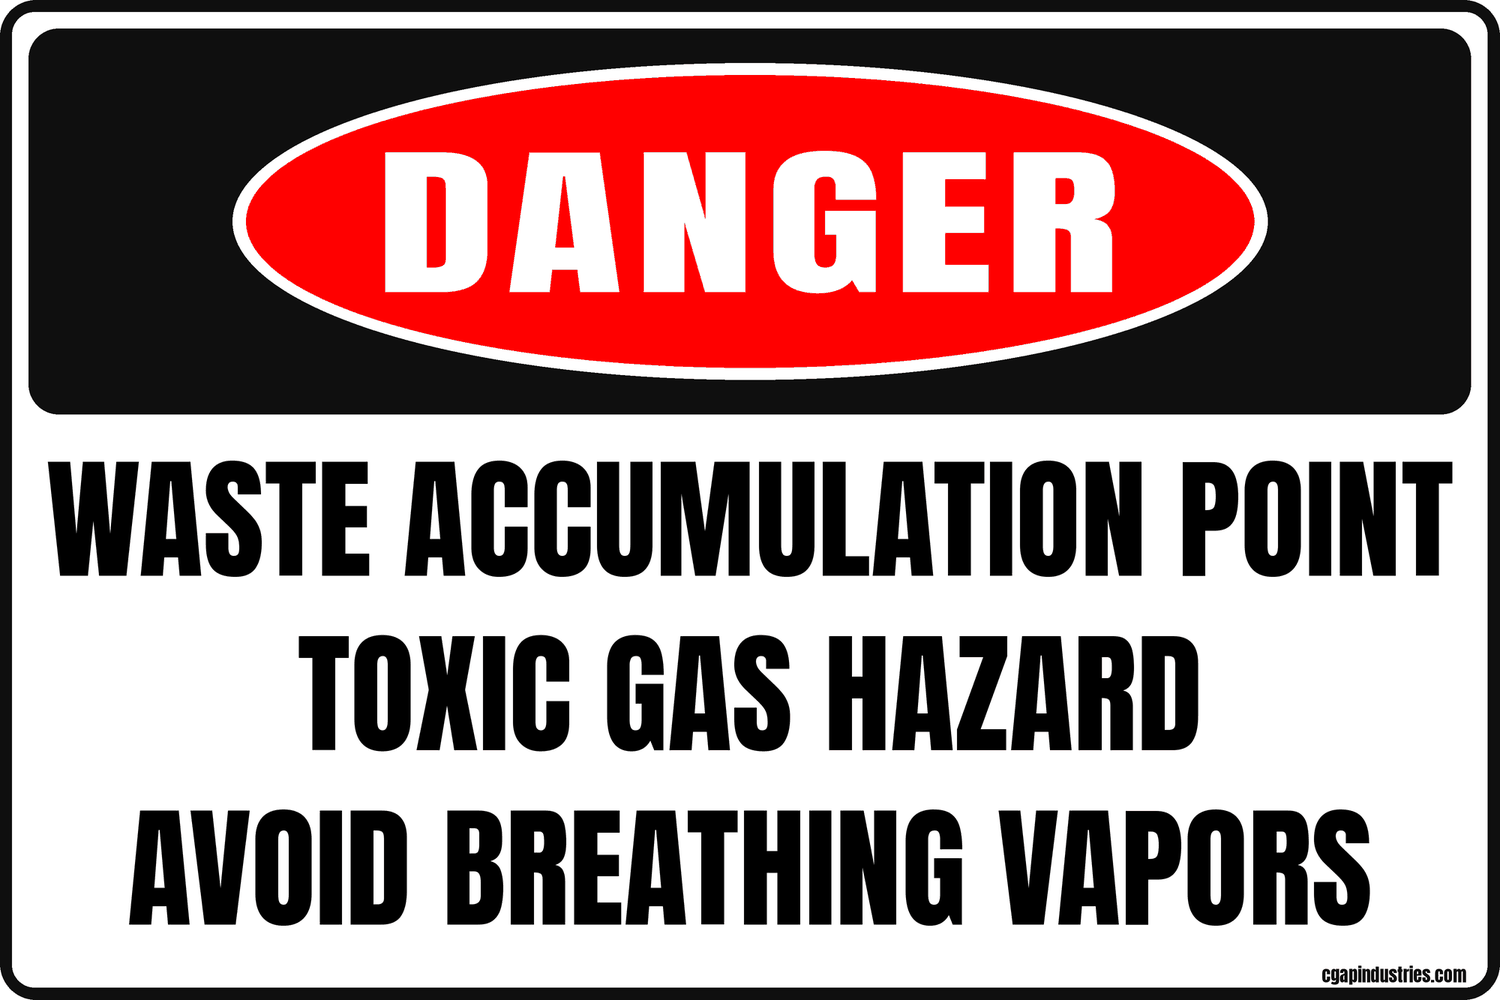 DANGER
WASTE ACCUMULATION POINT
TOXIC GAS HAZARD
AVOID BREATHING VAPORS
cgapindustries.com